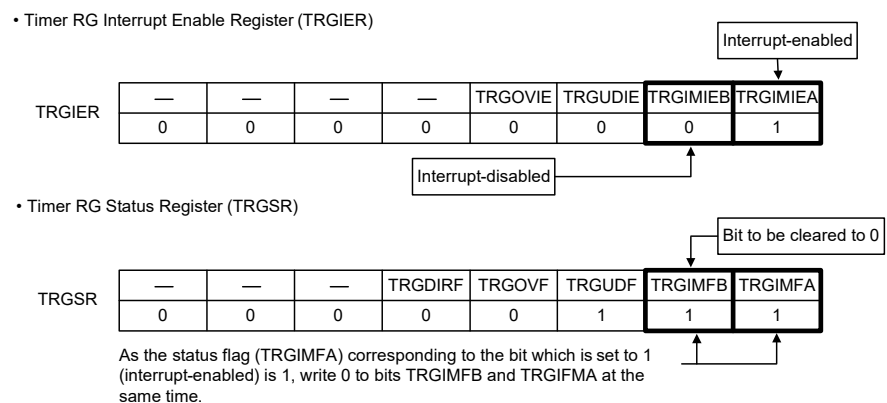 • Timer RG Interrupt Enable Register (TRGIER)
Interrupt-enabled
TRGIER
— — — — TRGOVIE TRGUDIE TRGIMIEB TRGIMIEA
0 0 0 0 0 0 0 1
Interrupt-disabled
• Timer RG Status Register (TRGSR)
Bit to be cleared to 0
TRGSR
— — — TRGDIRF TRGOVF TRGUDF TRGIMFB TRGIMFA
0 0 0 0 0 1 1 1
As the status flag (TRGIMFA) corresponding to the bit which is set to 1
(interrupt-enabled) is 1, write 0 to bits TRGIMFB and TRGIFMA at the
same time.